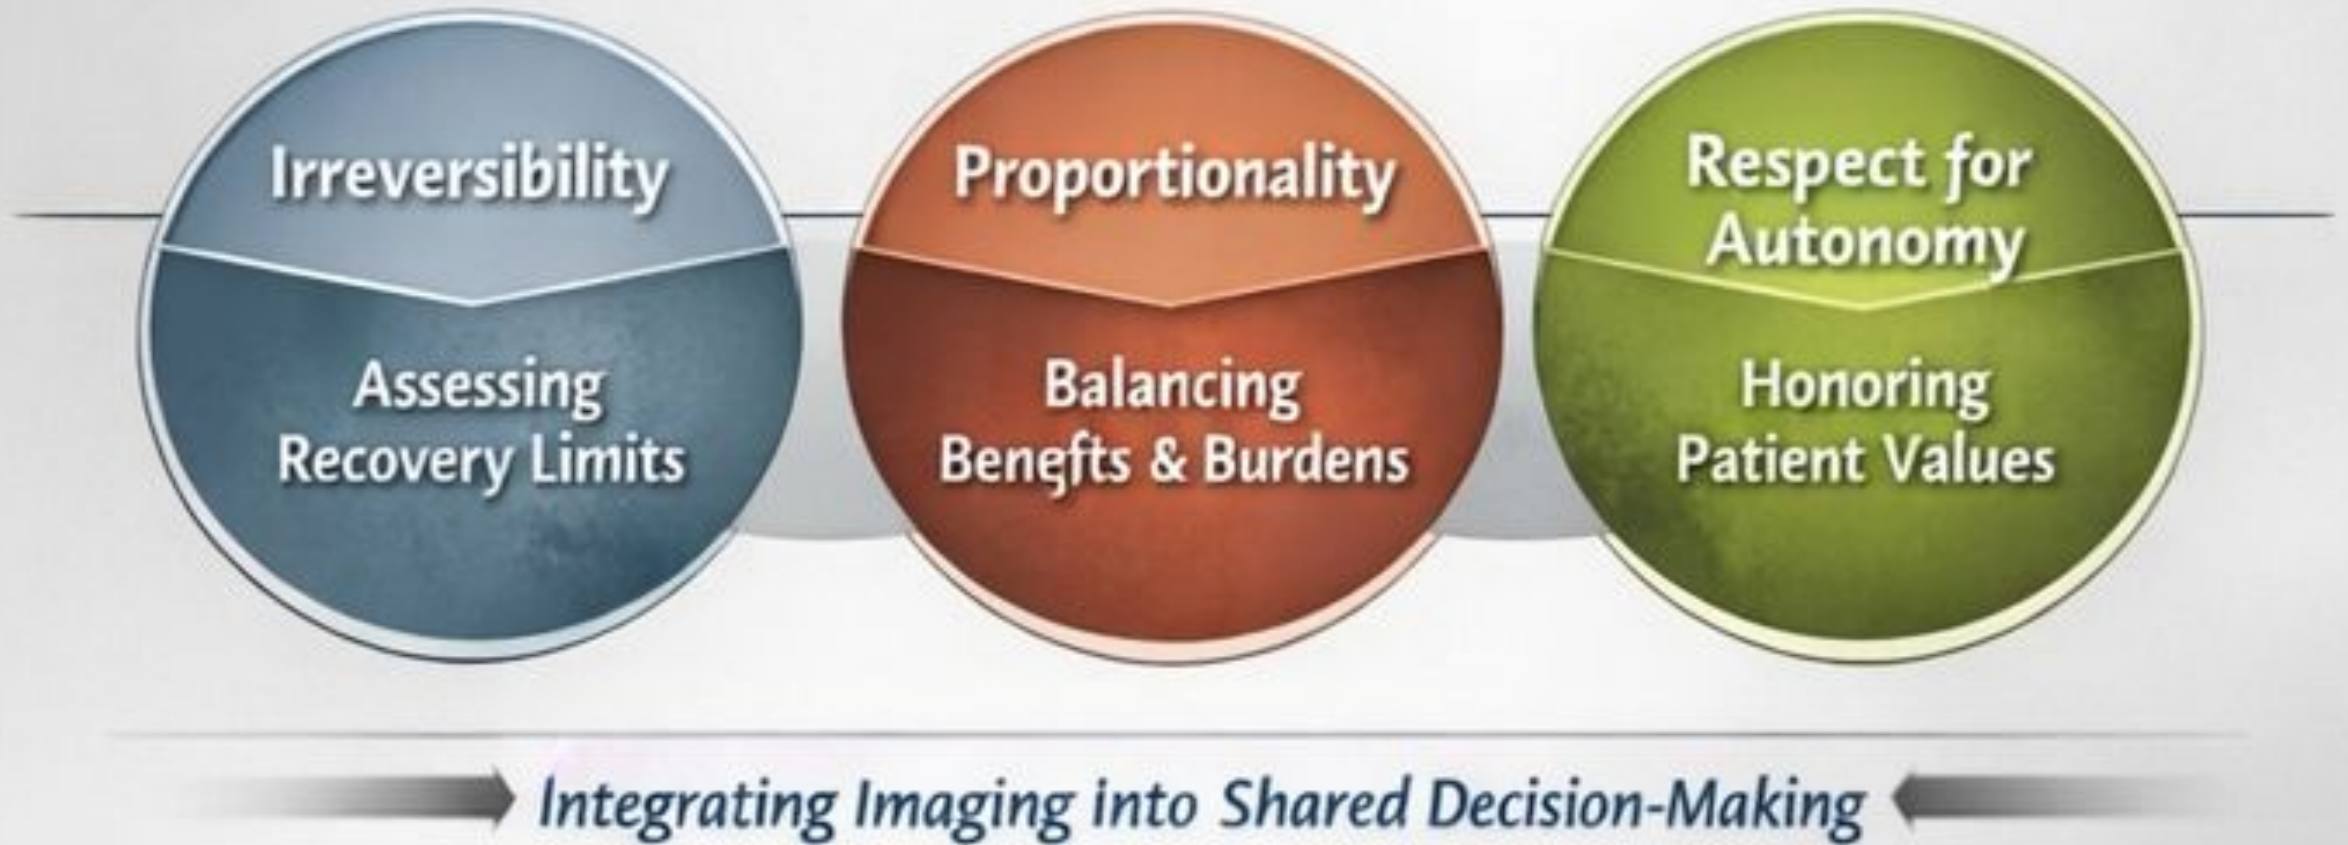 Irreversibility
Assessing
Recovery Limits
Proportionality
Balancing
Benefts & Burdens
Respect for
Autonomy
Honoring
Patient Values
Integrating Imaging into Shared Decision-Making